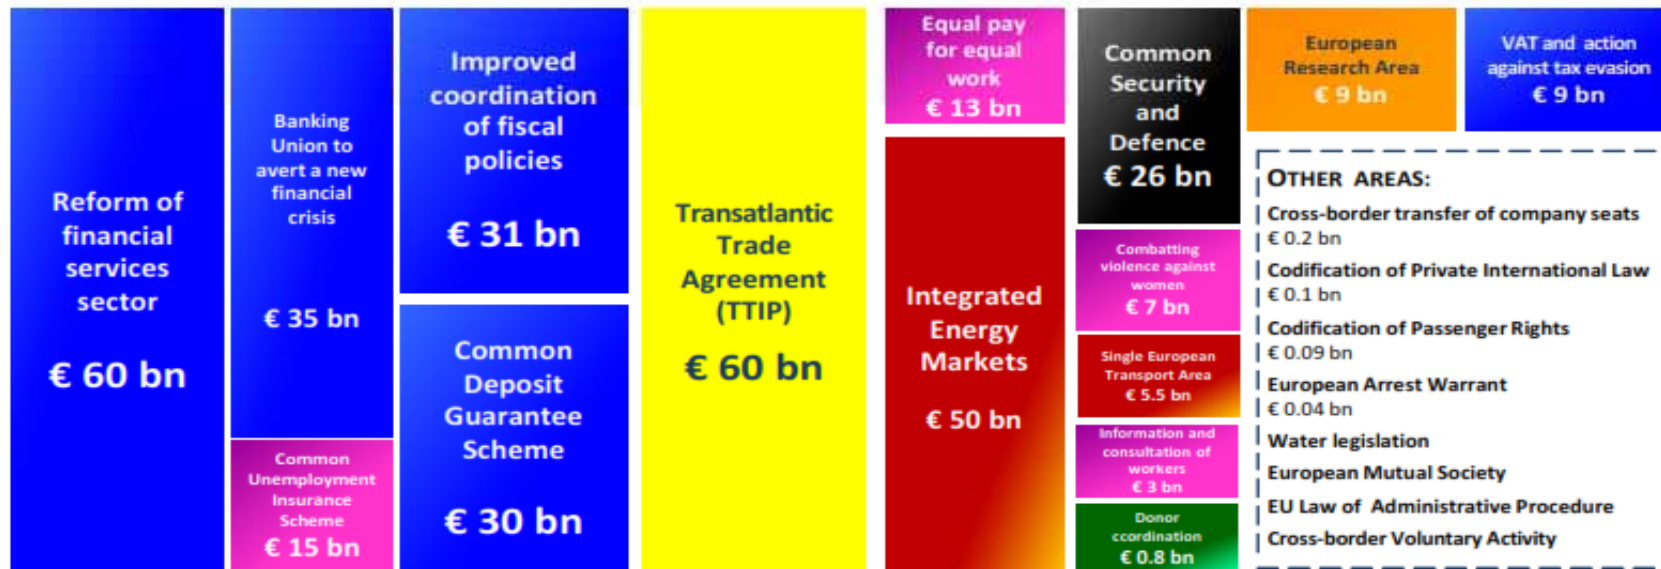 Reform of
financial
services
sector
€ 60 bn
Banking
Union to
avert a new
financial
crisis
€ 35 bn
Common
Unemployment
Insurance
Scheme
€ 15 bn
Improved
coordination
of fiscal
policies
€ 31 bn
Common
Deposit
Guarantee
Scheme
€ 30 bn
Transatlantic
Trade
Agreement
(TTIP)
€ 60 bn
Equal pay
for equal
work
€ 13 bn
Integrated
Energy
Markets
€ 50 bn
Common
Security
and
Defence
€ 26 bn
Combatting
violence against
women
€ 7 bn
Single European
Transport Area
€ 5.5 bn
Information and
consultation of
workers
€ 3 bn
Donor
ccordination
€ 0.8 bn
European
Research Area
€ 9 bn
VAT and action
against tax evasion
€ 9 bn
OTHER AREAS:
Cross-border transfer of company seats
€ 0.2 bn
Codification of Private International Law
€ 0.1 bn
Codification of Passenger Rights
€ 0.09 bn
European Arrest Warrant
€ 0.04 bn
Water legislation
European Mutual Society
EU Law of Administrative Procedure
Cross-border Voluntary Activity